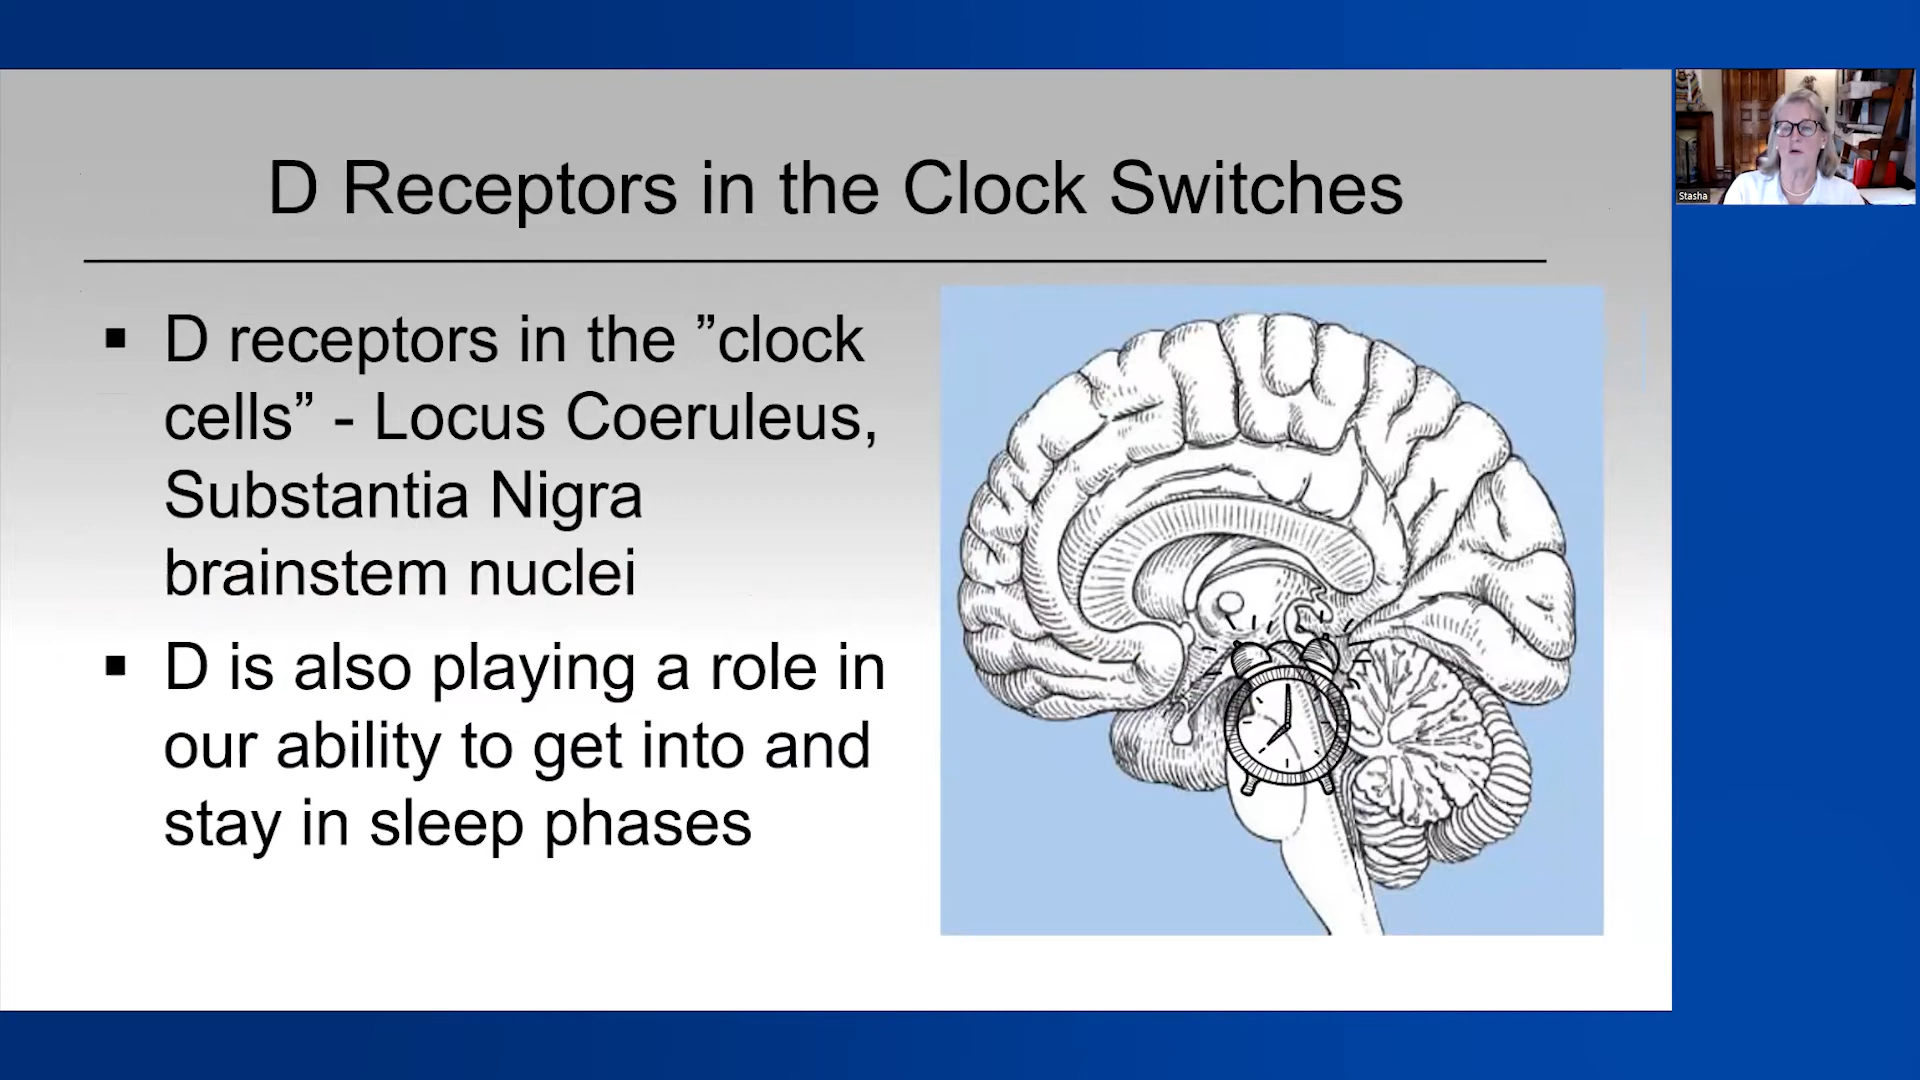 D Receptors in the Clock Switches
▪ D receptors in the ”clock
cells” - Locus Coeruleus,
Substantia Nigra
brainstem nuclei
▪ D is also playing a role in
our ability to get into and
stay in sleep phases
Stasha